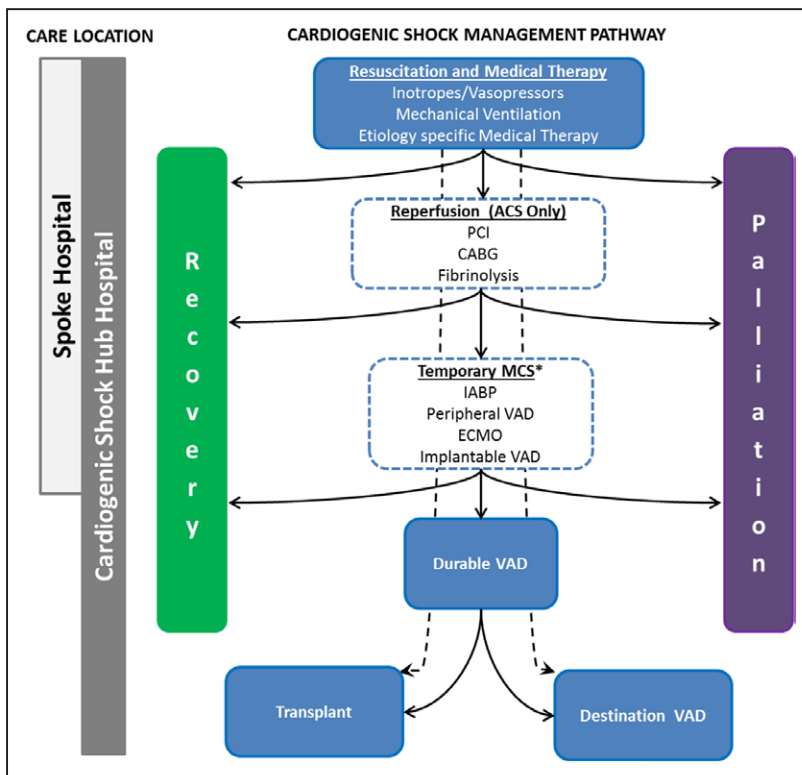 CARE LOCATION
CARDIOGENIC SHOCK MANAGEMENT PATHWAY
Spoke Hospital
Cardiogenic Shock Hub Hospital
Recovery
Resuscitation and Medical Therapy
Inotropes/Vasopressors
Mechanical Ventilation
Etiology specific Medical Therapy
Reperfusion (ACS Only)
PCI
CABG
Fibrinolysis
Temporary MCS*
IABP
Peripheral VAD
ECMO
Implantable VAD
Durable VAD
Transplant
Destination VAD
Palliation